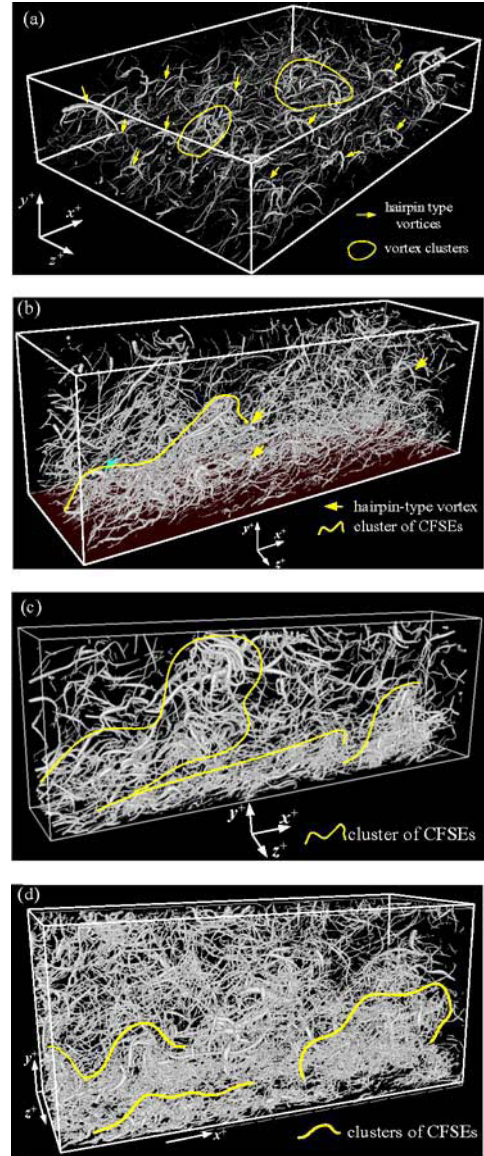 (a)
y+
x+
z+
hairpin type
vortices
vortex clusters
(b)
hairpin-type vortex
cluster of CFSEs
y+
x+
z+
(c)
y+
x+
z+
cluster of CFSEs
(d)
y+
z+
x+
clusters of CFSEs